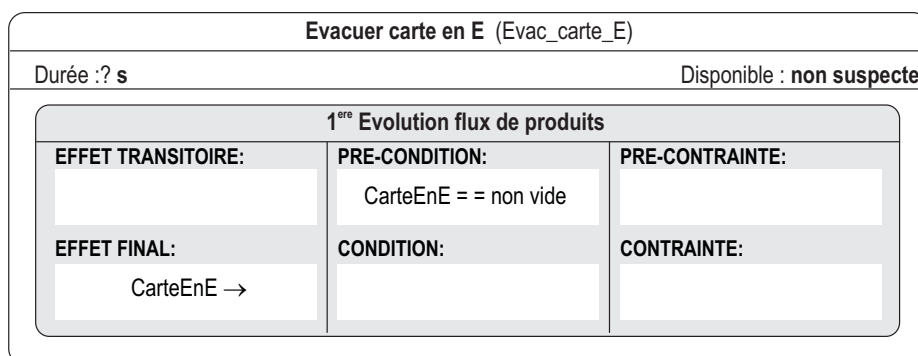 Evacuer carte en E (Evac_carte_E)
Durée :? s Disponible : non suspecte
1ere Evolution flux de produits
EFFET TRANSITOIRE: PRE-CONDITION: PRE-CONTRAINTE:
CarteEnE = = non vide
EFFET FINAL: CONDITION: CONTRAINTE:
CarteEnE →